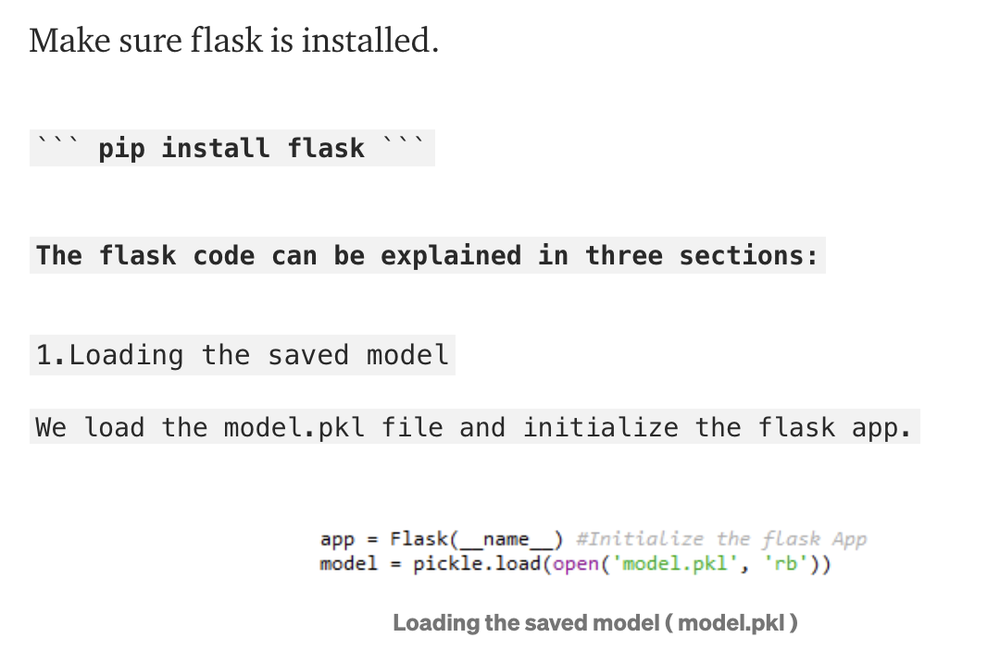 Make sure flask is installed.
``` pip install flask ```
The flask code can be explained in three sections:
1.Loading the saved model
We load the model.pkl file and initialize the flask app.
app = Flask(__name__) #Initialize the flask App
model = pickle.load(open('model.pkl', 'rb'))
Loading the saved model ( model.pkl )